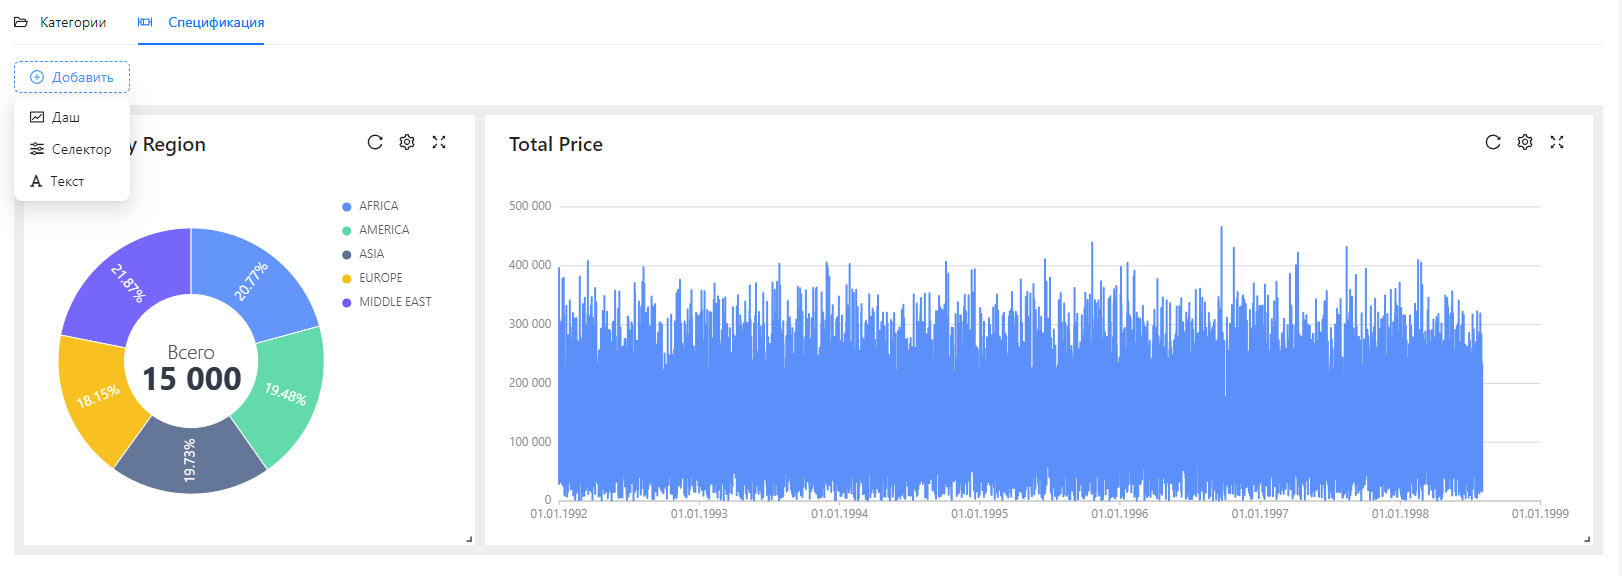 Категории
Спецификация
Добавить
Даш
Селектор
Текст
y Region
AFRICA
AMERICA
ASIA
EUROPE
MIDDLE EAST
20.77%
19.48%
19.73%
18.15%
21.87%
Всего
15 000
Total Price
500 000
400 000
300 000
200 000
100 000
0
01.01.1992
01.01.1993
01.01.1994
01.01.1995
01.01.1996
01.01.1997
01.01.1998
01.01.1999